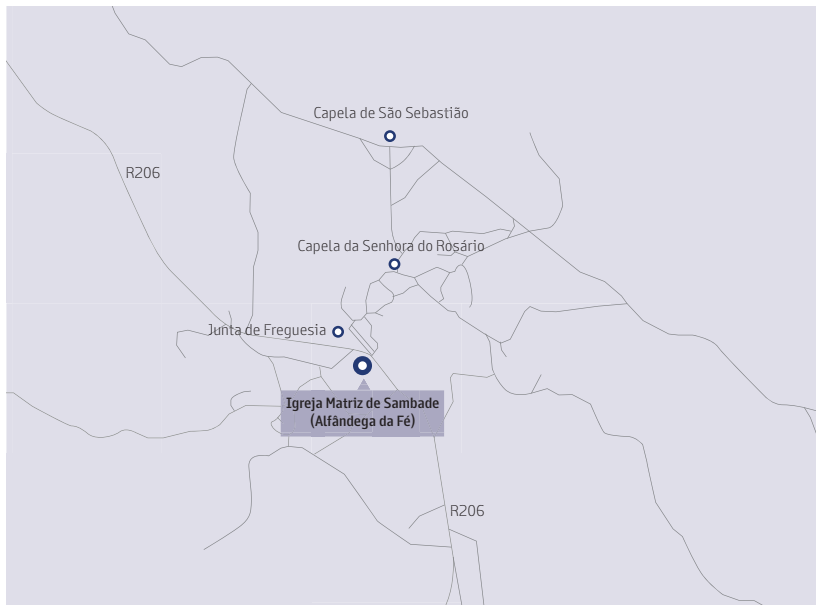 Capela de São Sebastião
R206
Capela da Senhora do Rosário
Junta de Freguesia
Igreja Matriz de Sambade
(Alfândega da Fé)
R206